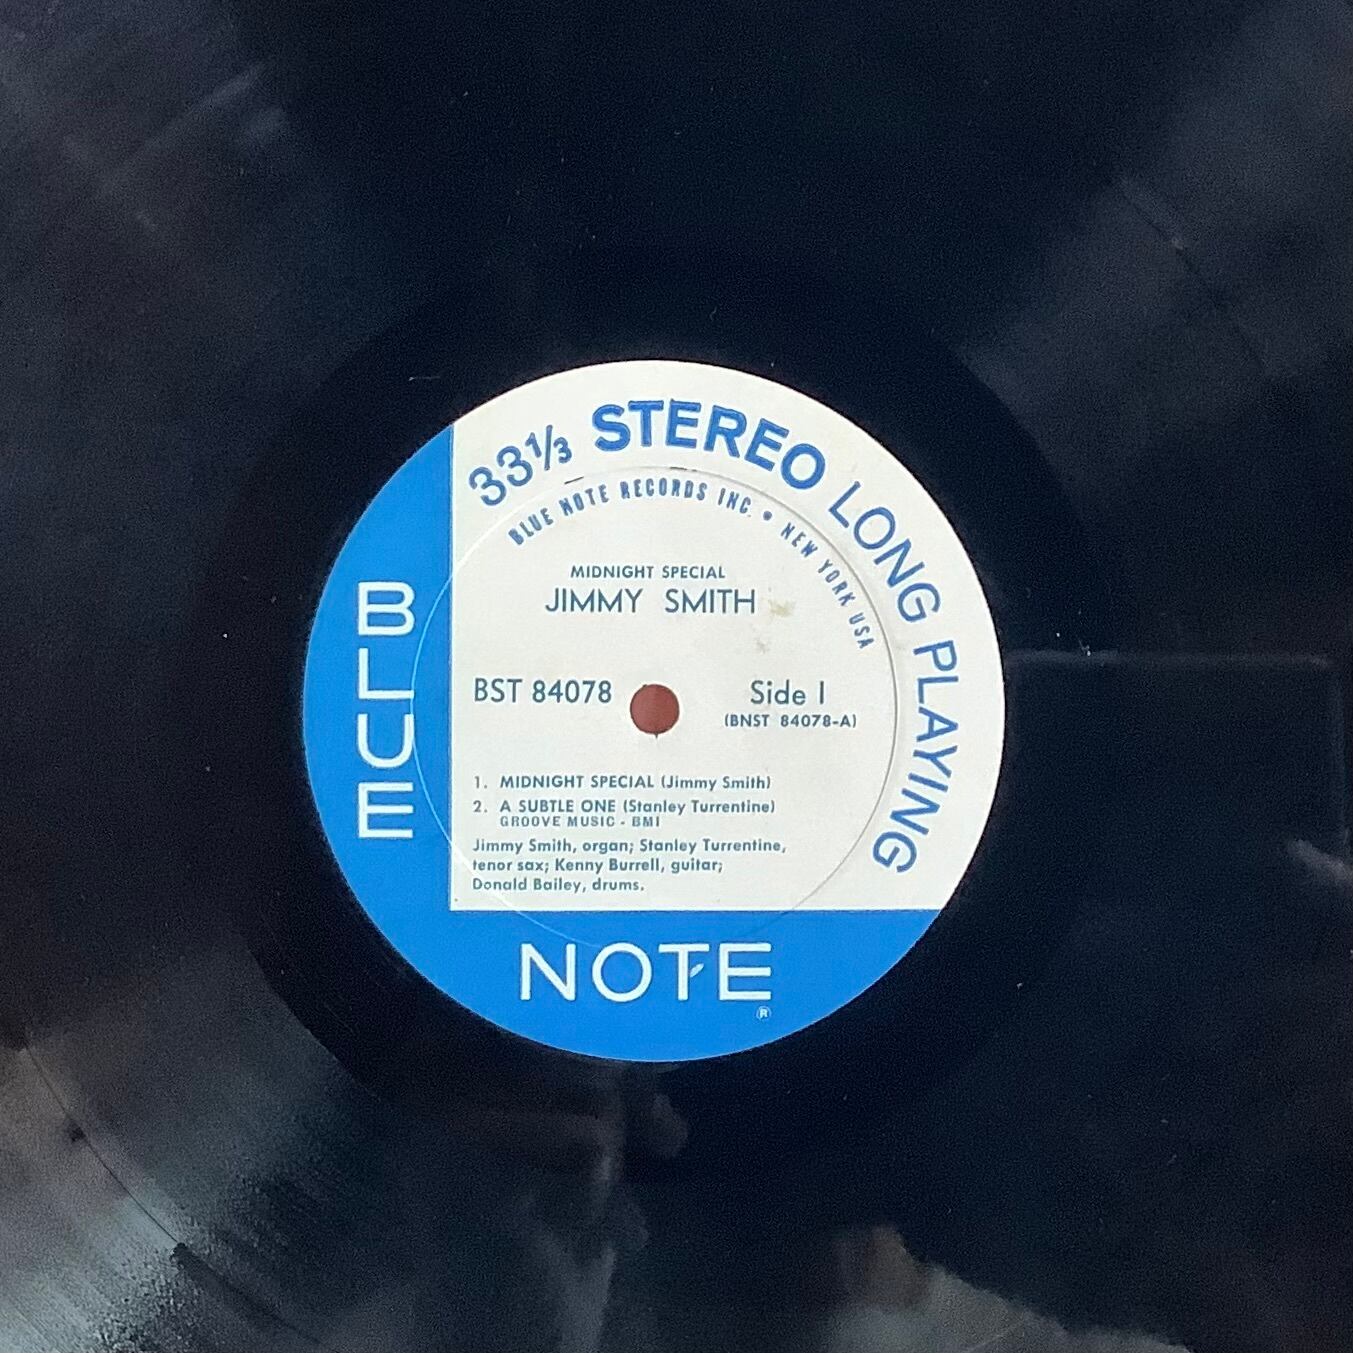 33⅓ STEREO LONG PLAYING
BLUE NOTE RECORDS INC. • NEW YORK USA
MIDNIGHT SPECIAL
JIMMY SMITH
BST 84078
Side 1
(BNST 84078-A)
1. MIDNIGHT SPECIAL (Jimmy Smith)
2. A SUBTLE ONE (Stanley Turrentine)
GROOVE MUSIC - BMI
Jimmy Smith, organ; Stanley Turrentine,
tenor sax; Kenny Burrell, guitar;
Donald Bailey, drums.
BLUE
NOTE
®